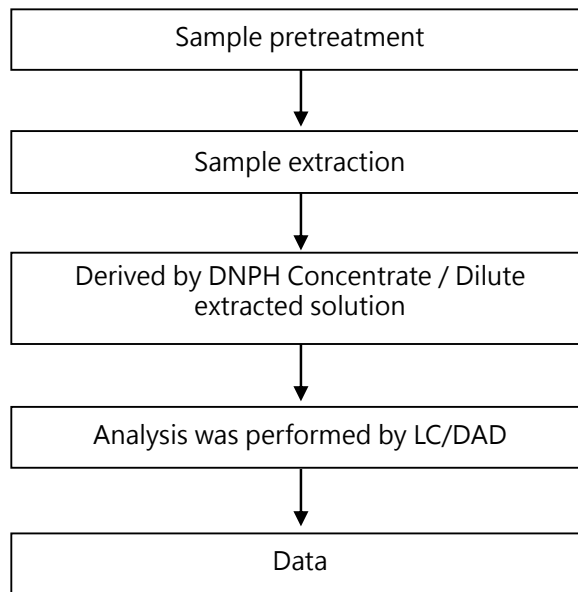 Sample pretreatment
Sample extraction
Derived by DNPH Concentrate / Dilute
extracted solution
Analysis was performed by LC/DAD
Data